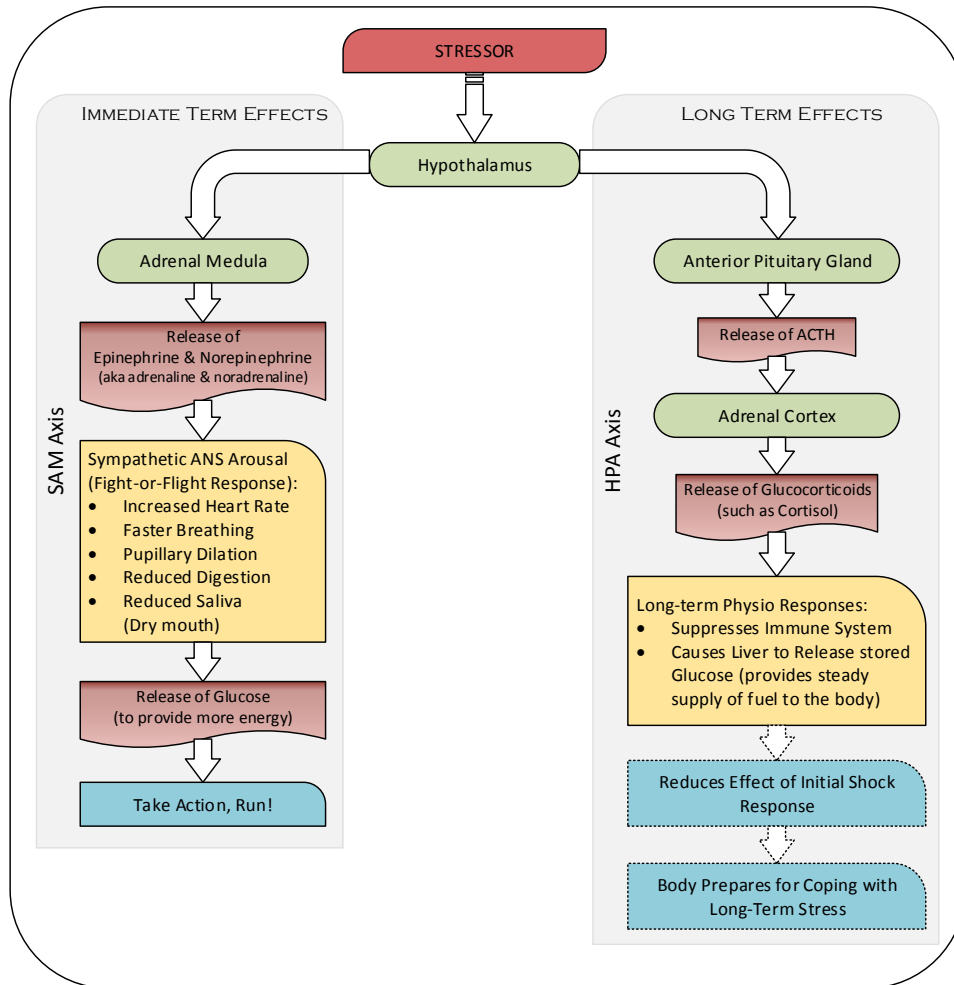 STRESSOR
IMMEDIATE TERM EFFECTS
LONG TERM EFFECTS
Hypothalamus
SAM Axis
Adrenal Medula
Release of
Epinephrine & Norepinephrine
(aka adrenaline & noradrenaline)
Sympathetic ANS Arousal
(Fight-or-Flight Response):
• Increased Heart Rate
• Faster Breathing
• Pupillary Dilation
• Reduced Digestion
• Reduced Saliva
(Dry mouth)
Release of Glucose
(to provide more energy)
Take Action, Run!
HPA Axis
Anterior Pituitary Gland
Release of ACTH
Adrenal Cortex
Release of Glucocorticoids
(such as Cortisol)
Long-term Physio Responses:
• Suppresses Immune System
• Causes Liver to Release stored
Glucose (provides steady
supply of fuel to the body)
Reduces Effect of Initial Shock
Response
Body Prepares for Coping with
Long-Term Stress